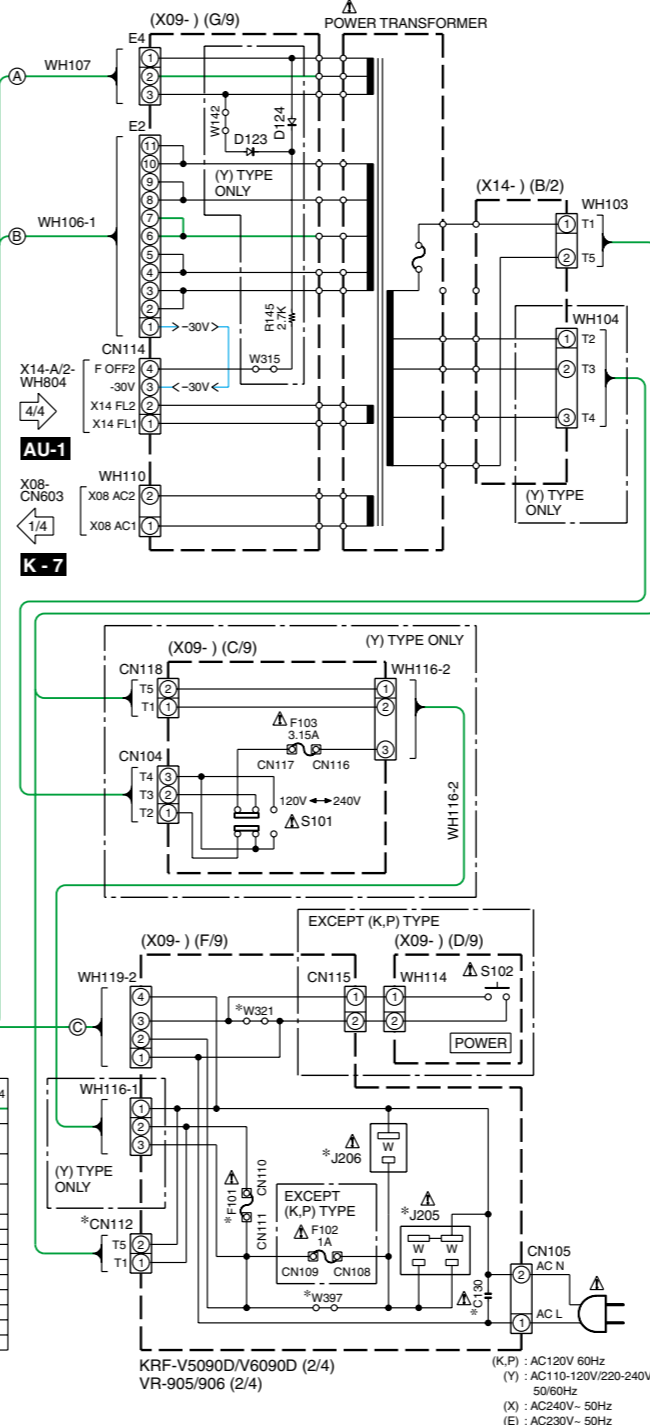 (X09- ) (G/9)
POWER TRANSFORMER
E4
A
WH107
1
2
3
W142
D124
D123
E2
(Y) TYPE
ONLY
11
10
9
8
7
6
5
4
3
2
1
B
WH106-1
-30V
R145
2.7K
W315
CN114
X14-A/2-
WH804
4/4
AU-1
F OFF2 4
-30V 3
-30V
X14 FL2 2
X14 FL1 1
WH110
X08-
CN603
1/4
K - 7
X08 AC2 2
X08 AC1 1
(X14- ) (B/2)
WH103
1 T1
2 T5
WH104
1 T2
2 T3
3 T4
(Y) TYPE
ONLY
(Y) TYPE ONLY
(X09- ) (C/9)
CN118
T5 2
T1 1
WH116-2
1
2
3
F103
3.15A
CN117
CN116
CN104
T4 3
T3 2
T2 1
120V
240V
S101
WH116-2
EXCEPT (K,P) TYPE
(X09- ) (F/9)
(X09- ) (D/9)
WH119-2
4
3
2
1
C
*W321
CN115
1
2
WH114
1
2
S102
POWER
4
WH116-1
1
2
3
(Y) TYPE
ONLY
*CN112
T5 2
T1 1
*F101
CN110
CN111
EXCEPT
(K,P) TYPE
F102
1A
CN109
CN108
*W397
W
*J206
*J205
W
W
*C130
CN105
2
AC N
1
AC L
KRF-V5090D/V6090D (2/4)
VR-905/906 (2/4)
(K,P) : AC120V 60Hz
(Y) : AC110-120V/220-240V
50/60Hz
(X) : AC240V~ 50Hz
(E) : AC230V~ 50Hz